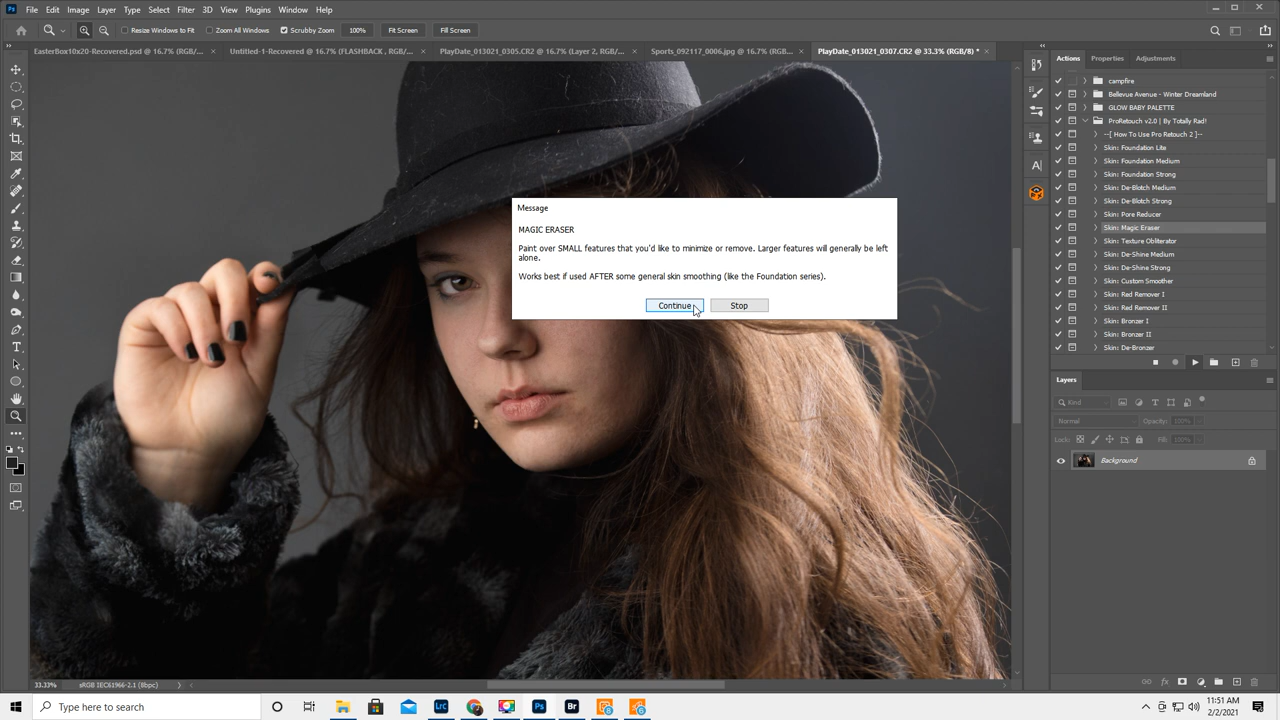 Ps File Edit Image Layer Type Select Filter 3D View Plugins Window Help
Resize Windows to Fit Zoom All Windows Scrubby Zoom 100% Fit Screen Fill Screen
EasterBox10x20-Recovered.psd @ 16.7% (RGB/... × Untitled-1-Recovered @ 16.7% (FLASHBACK , RGB/... × PlayDate_013021_0305.CR2 @ 16.7% (Layer 2, RGB/... × Sports_092117_0006.jpg @ 16.7% (RGB/... × PlayDate_013021_0307.CR2 @ 33.3% (RGB/8) * ×
Message
MAGIC ERASER
Paint over SMALL features that you'd like to minimize or remove. Larger features will generally be left
alone.
Works best if used AFTER some general skin smoothing (like the Foundation series).
Continue Stop
Actions Properties Adjustments
campfire
Bellevue Avenue - Winter Dreamland
GLOW BABY PALETTE
ProRetouch v2.0 | By Totally Rad!
--[ How To Use Pro Retouch 2 ]--
Skin: Foundation Lite
Skin: Foundation Medium
Skin: Foundation Strong
Skin: De-Blotch Medium
Skin: De-Blotch Strong
Skin: Pore Reducer
Skin: Magic Eraser
Skin: Texture Obliterator
Skin: De-Shine Medium
Skin: De-Shine Strong
Skin: Custom Smoother
Skin: Red Remover I
Skin: Red Remover II
Skin: Bronzer I
Skin: Bronzer II
Skin: De-Bronzer
Layers
Kind
Normal Opacity: 100%
Lock: Fill: 100%
Background
33.33% sRGB IEC61966-2.1 (8bpc)
Type here to search
LrC Ps Br
11:51 AM
2/2/2021